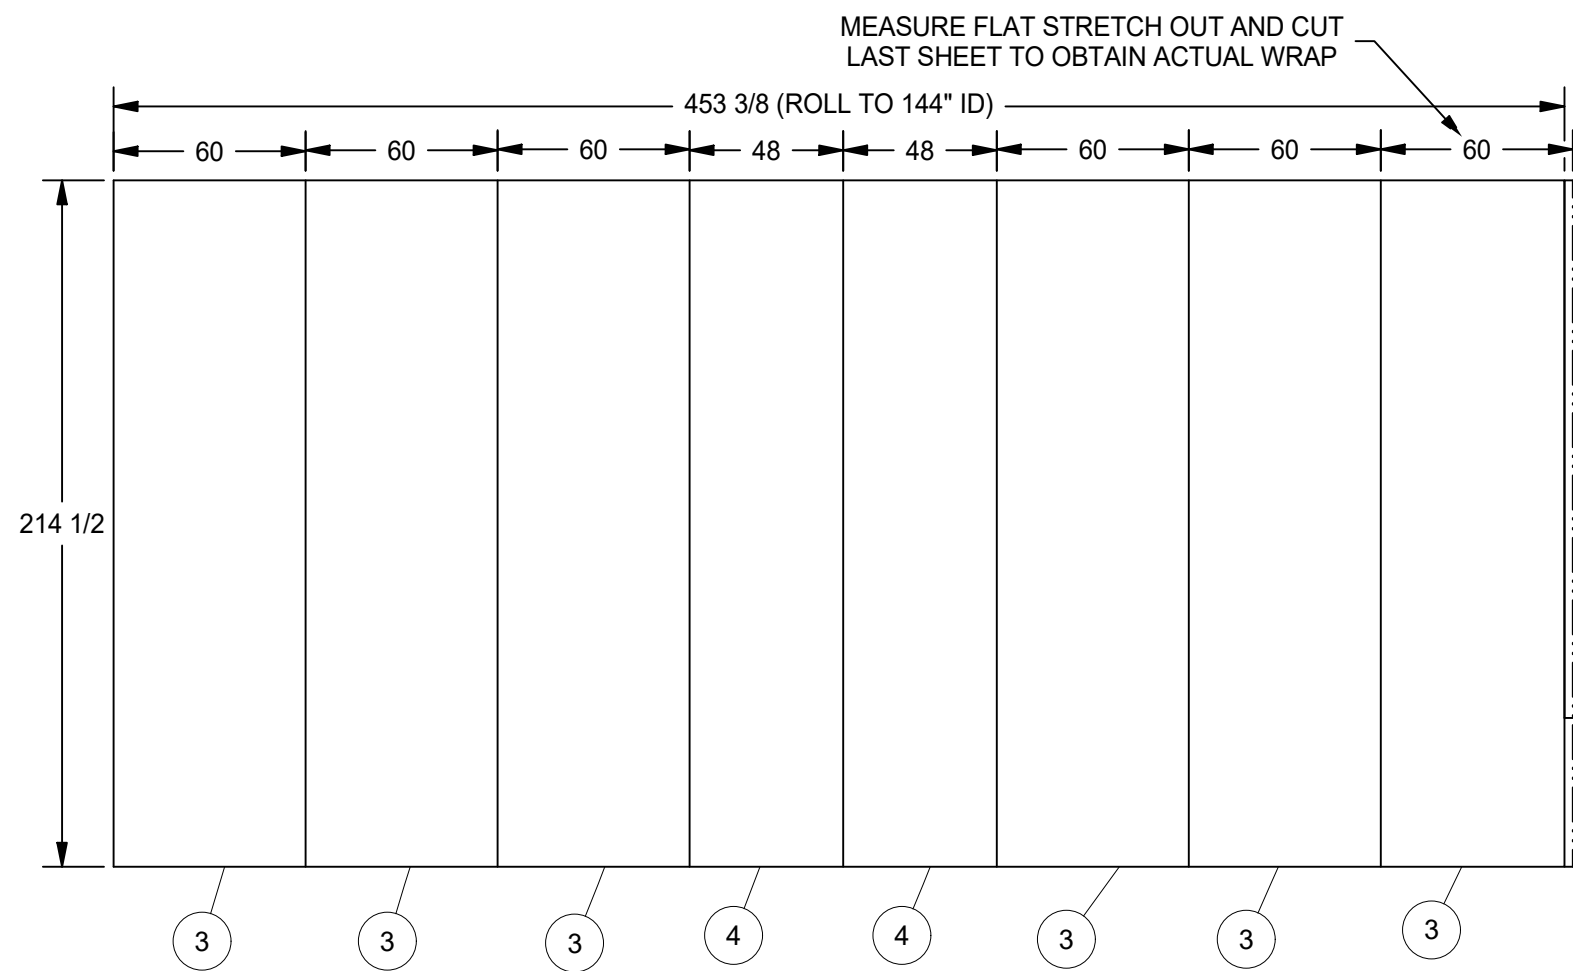 MEASURE FLAT STRETCH OUT AND CUT
LAST SHEET TO OBTAIN ACTUAL WRAP
453 3/8 (ROLL TO 144" ID)
60 60 60 48 48 60 60 60
214 1/2
3 3 3 4 4 3 3 3